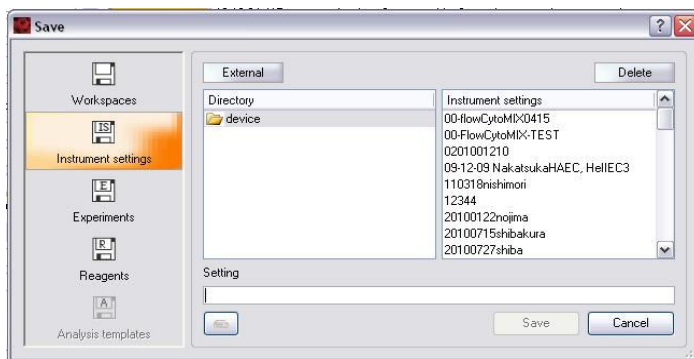 Save
Workspaces
IS
Instrument settings
E
Experiments
R
Reagents
A
Analysis templates
External
Delete
Directory
device
Instrument settings
00-flowCytoMIX0415
00-FlowCytoMIX-TEST
0201001210
09-12-09 NakatsukaHAEC, HelIEC3
110318nishimori
12344
20100122nojima
20100715shibakura
20100727shiba
Setting
Save
Cancel